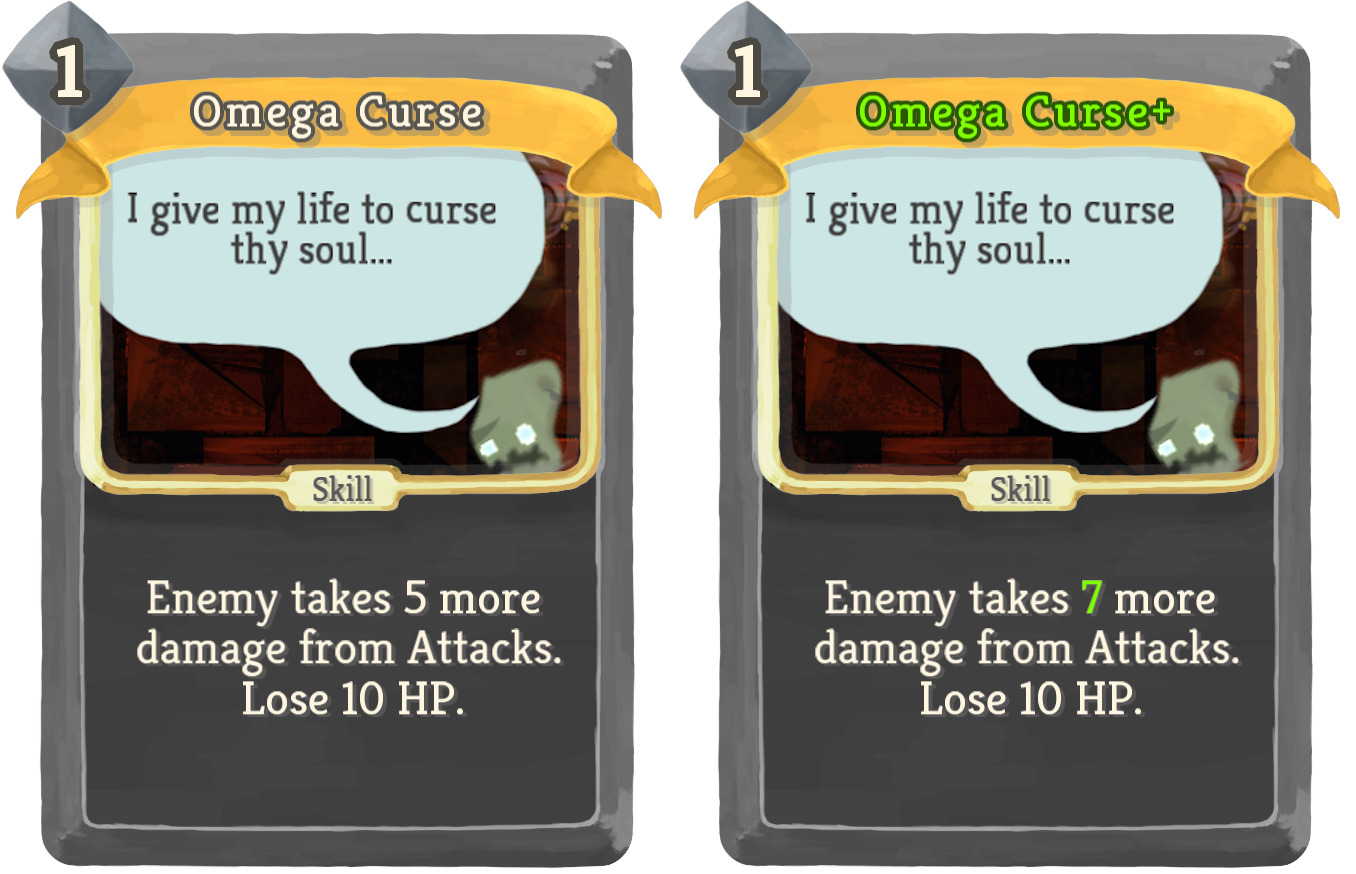 1
Omega Curse
I give my life to curse
thy soul...
Skill
Enemy takes 5 more
damage from Attacks.
Lose 10 HP.
1
Omega Curse+
I give my life to curse
thy soul...
Skill
Enemy takes 7 more
damage from Attacks.
Lose 10 HP.